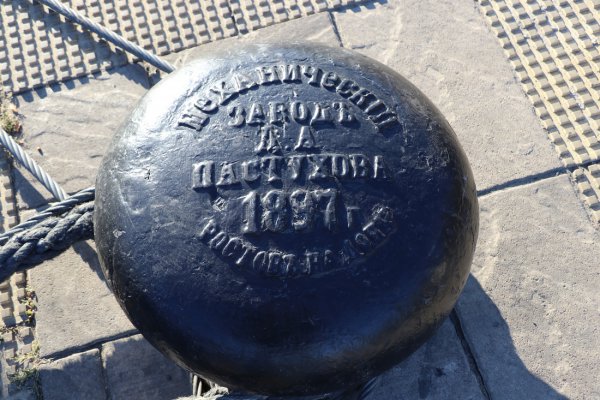 МЕХАНИЧЕСКІЙ
ЗАВОДЪ
Д.А
ПАСТУХОВА
1897 г
РОСТОВЪ НА ДОНУ